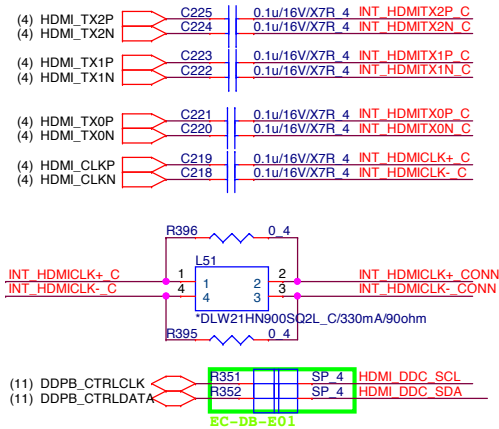 (4) HDMI_TX2P C225 0.1u/16V/X7R_4 INT_HDMITX2P_C
(4) HDMI_TX2N C224 0.1u/16V/X7R_4 INT_HDMITX2N_C
(4) HDMI_TX1P C223 0.1u/16V/X7R_4 INT_HDMITX1P_C
(4) HDMI_TX1N C222 0.1u/16V/X7R_4 INT_HDMITX1N_C
(4) HDMI_TX0P C221 0.1u/16V/X7R_4 INT_HDMITX0P_C
(4) HDMI_TX0N C220 0.1u/16V/X7R_4 INT_HDMITX0N_C
(4) HDMI_CLKP C219 0.1u/16V/X7R_4 INT_HDMICLK+_C
(4) HDMI_CLKN C218 0.1u/16V/X7R_4 INT_HDMICLK-_C
R396 0_4
L51
INT_HDMICLK+_C 1 1 2 2 INT_HDMICLK+_CONN
INT_HDMICLK-_C 4 4 3 3 INT_HDMICLK-_CONN
*DLW21HN900SQ2L_C/330mA/90ohm
R395 0_4
(11) DDPB_CTRLCLK R351 SP_4 HDMI_DDC_SCL
(11) DDPB_CTRLDATA R352 SP_4 HDMI_DDC_SDA
EC-DB-E01